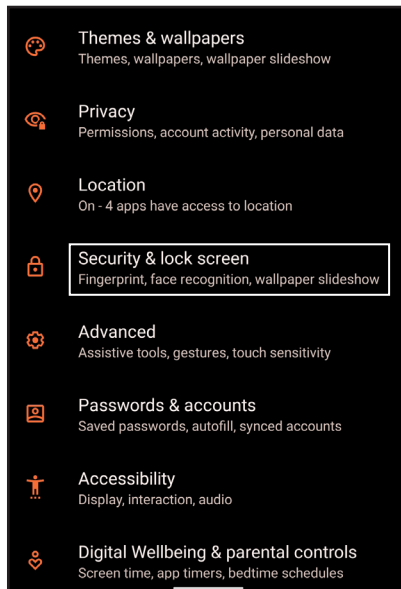 Themes & wallpapers
Themes, wallpapers, wallpaper slideshow
Privacy
Permissions, account activity, personal data
Location
On - 4 apps have access to location
Security & lock screen
Fingerprint, face recognition, wallpaper slideshow
Advanced
Assistive tools, gestures, touch sensitivity
Passwords & accounts
Saved passwords, autofill, synced accounts
Accessibility
Display, interaction, audio
Digital Wellbeing & parental controls
Screen time, app timers, bedtime schedules